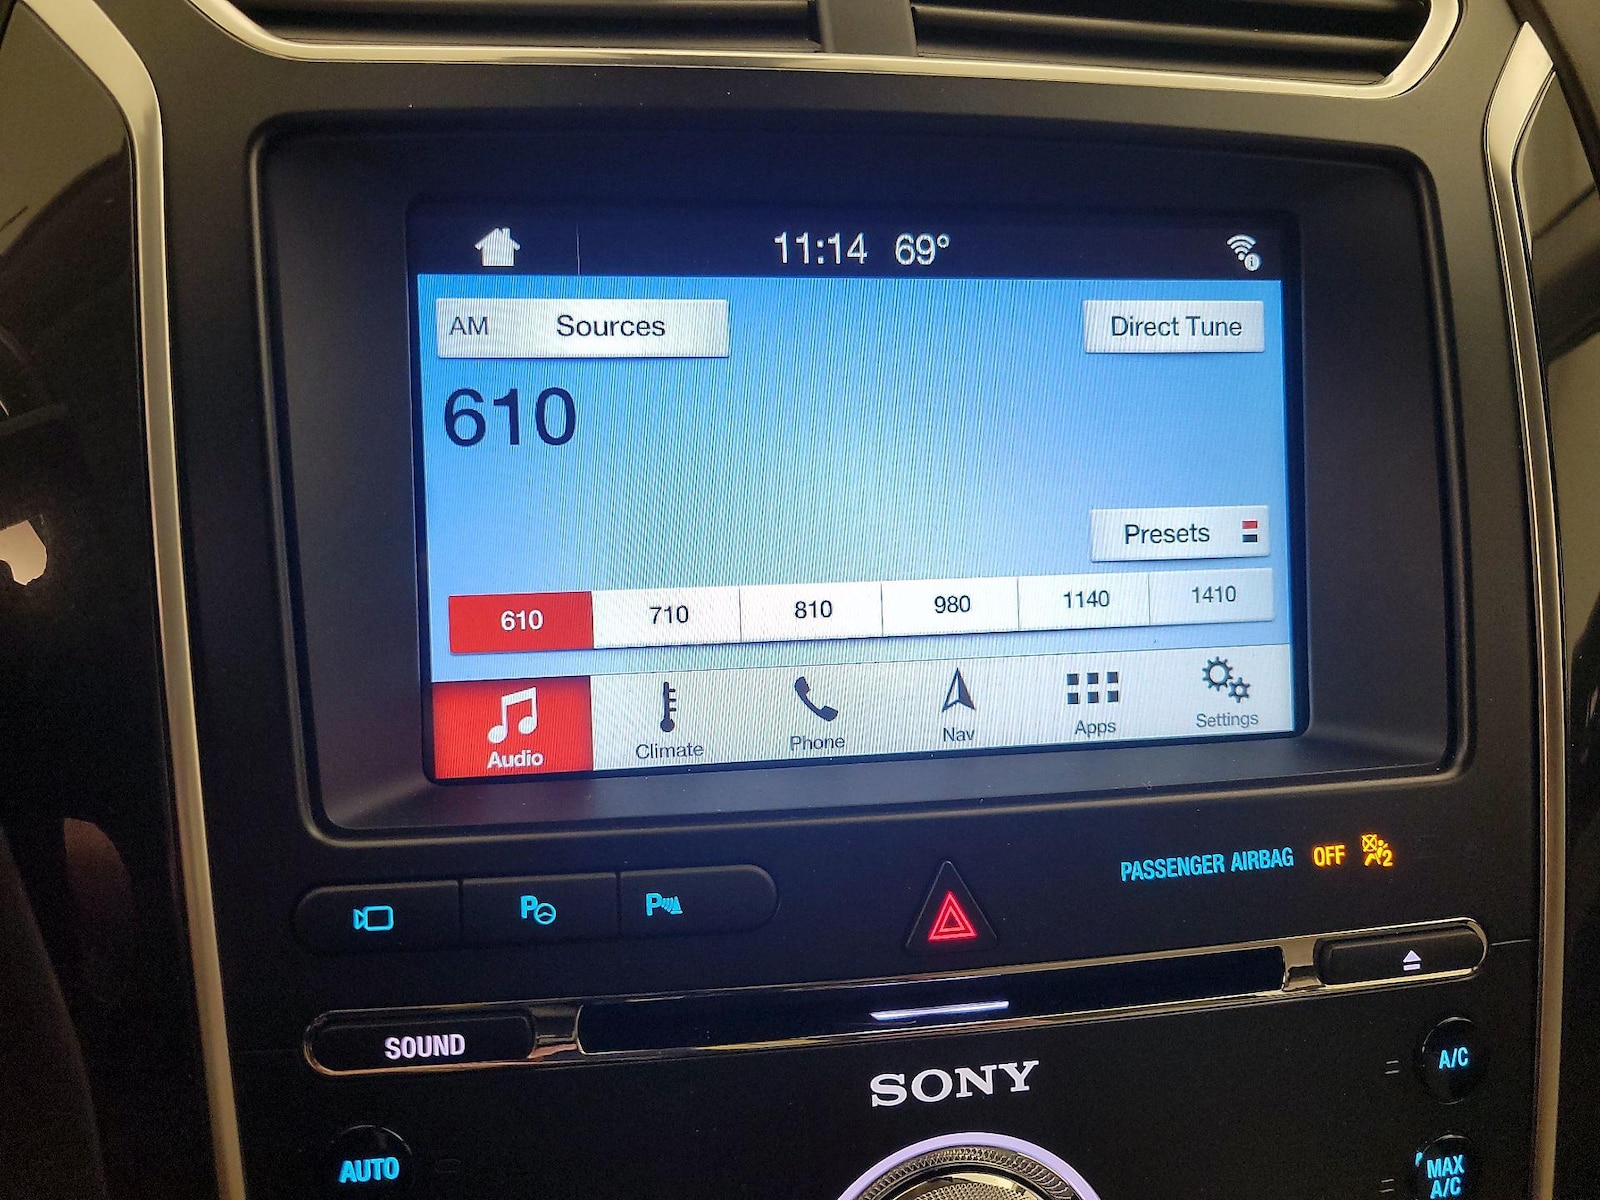 11:14 69°
AM Sources
Direct Tune
610
Presets
610 710 810 980 1140 1410
Audio Climate Phone Nav Apps Settings
PASSENGER AIRBAG OFF 2
P P
SOUND
SONY
A/C
AUTO
MAX
A/C